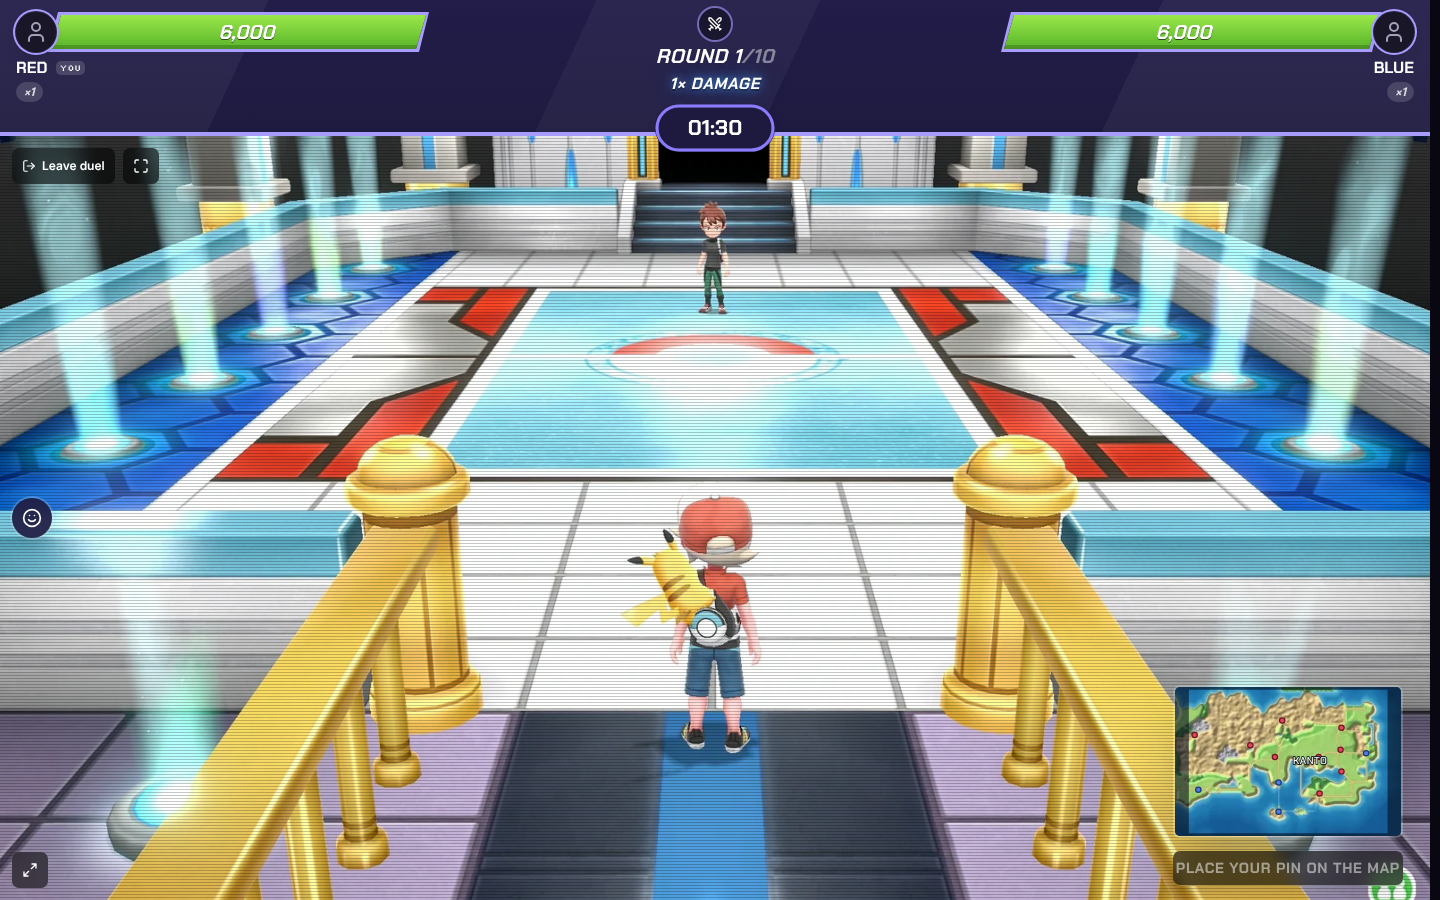 6,000
RED YOU
×1
ROUND 1/10
1× DAMAGE
01:30
6,000
BLUE
×1
Leave duel
KANTO
PLACE YOUR PIN ON THE MAP